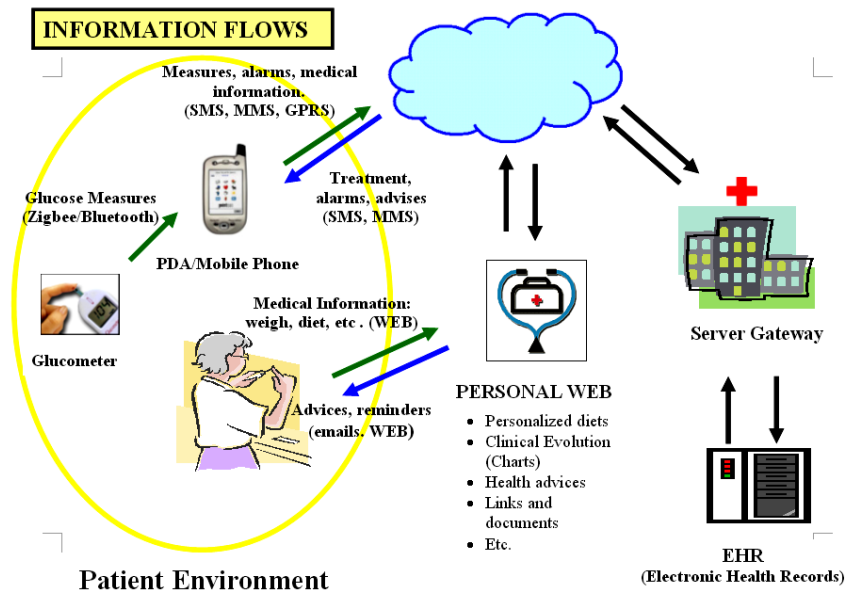 INFORMATION FLOWS
Measures, alarms, medical
information.
(SMS, MMS, GPRS)
Treatment,
alarms, advises
(SMS, MMS)
Glucose Measures
(Zigbee/Bluetooth)
PDA/Mobile Phone
104
Glucometer
Medical Information:
weigh, diet, etc . (WEB)
Advices, reminders
(emails. WEB)
Server Gateway
PERSONAL WEB
• Personalized diets
• Clinical Evolution
(Charts)
• Health advices
• Links and
documents
• Etc.
EHR
(Electronic Health Records)
Patient Environment